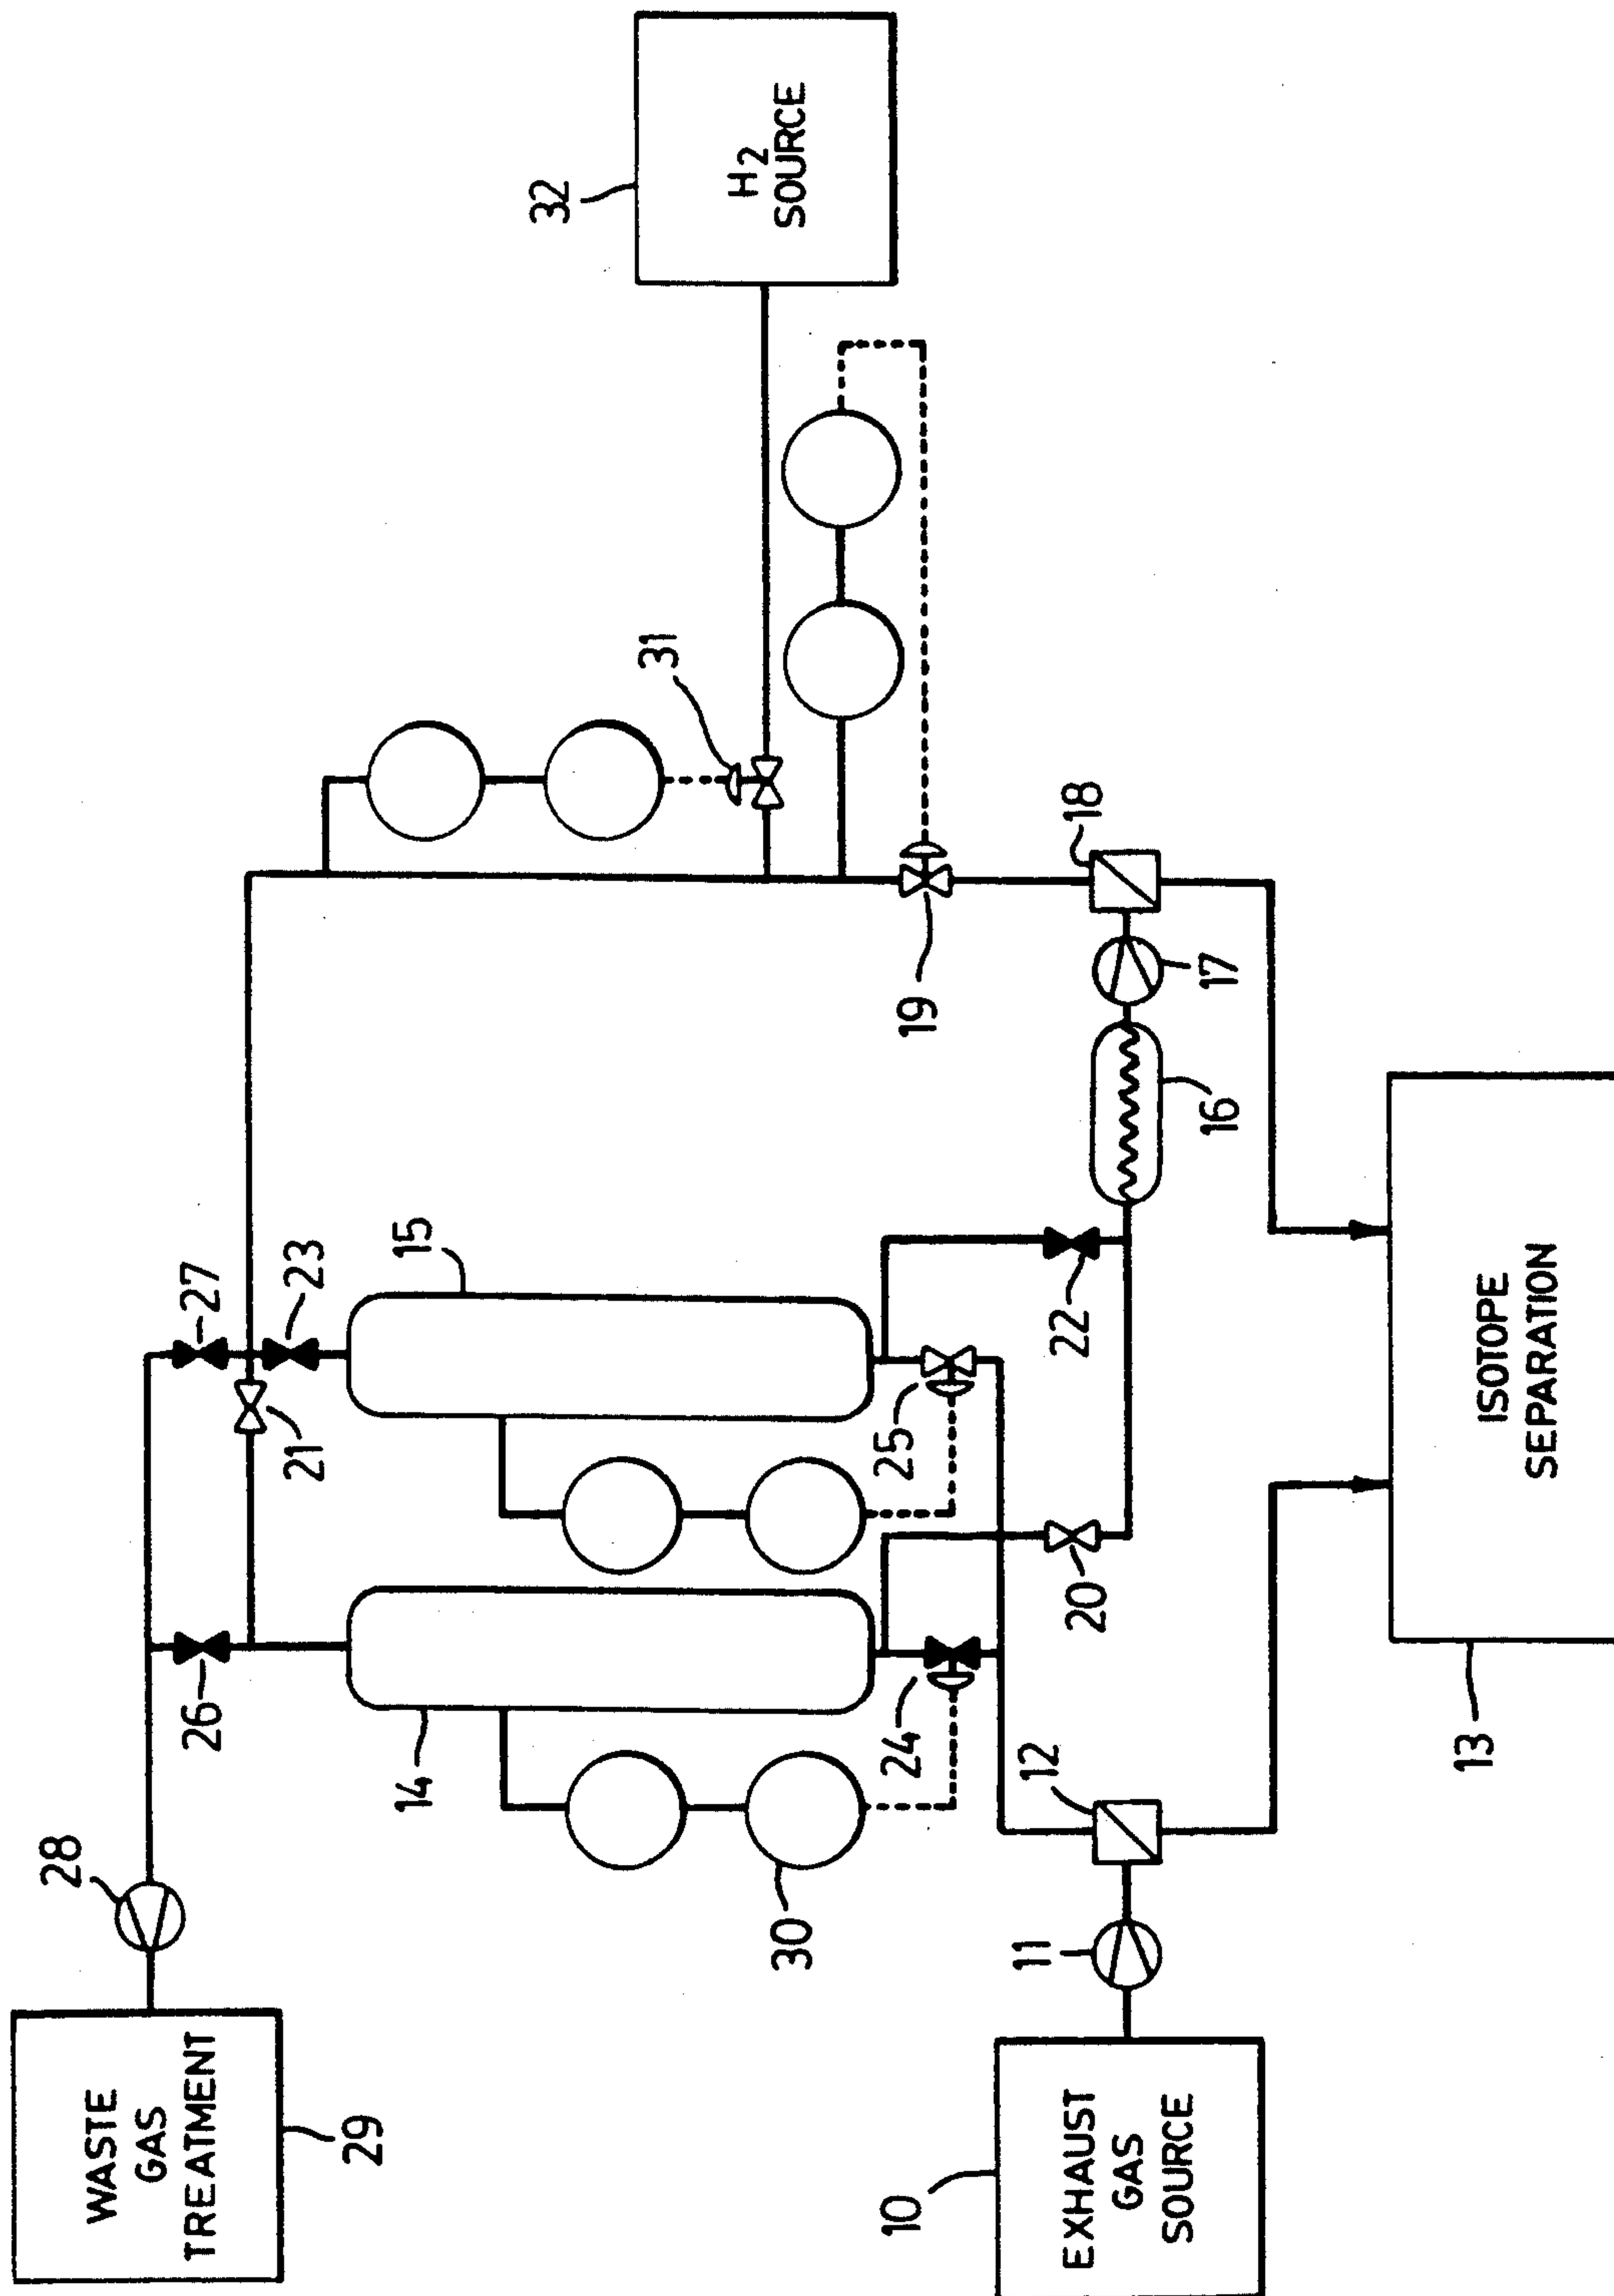 WASTE
GAS
TREATMENT
29
28
26
27
21
23
14
15
30
24
25
20
22
10
EXHAUST
GAS
SOURCE
11
12
16
17
18
19
31
32
H2
SOURCE
13
ISOTOPE
SEPARATION